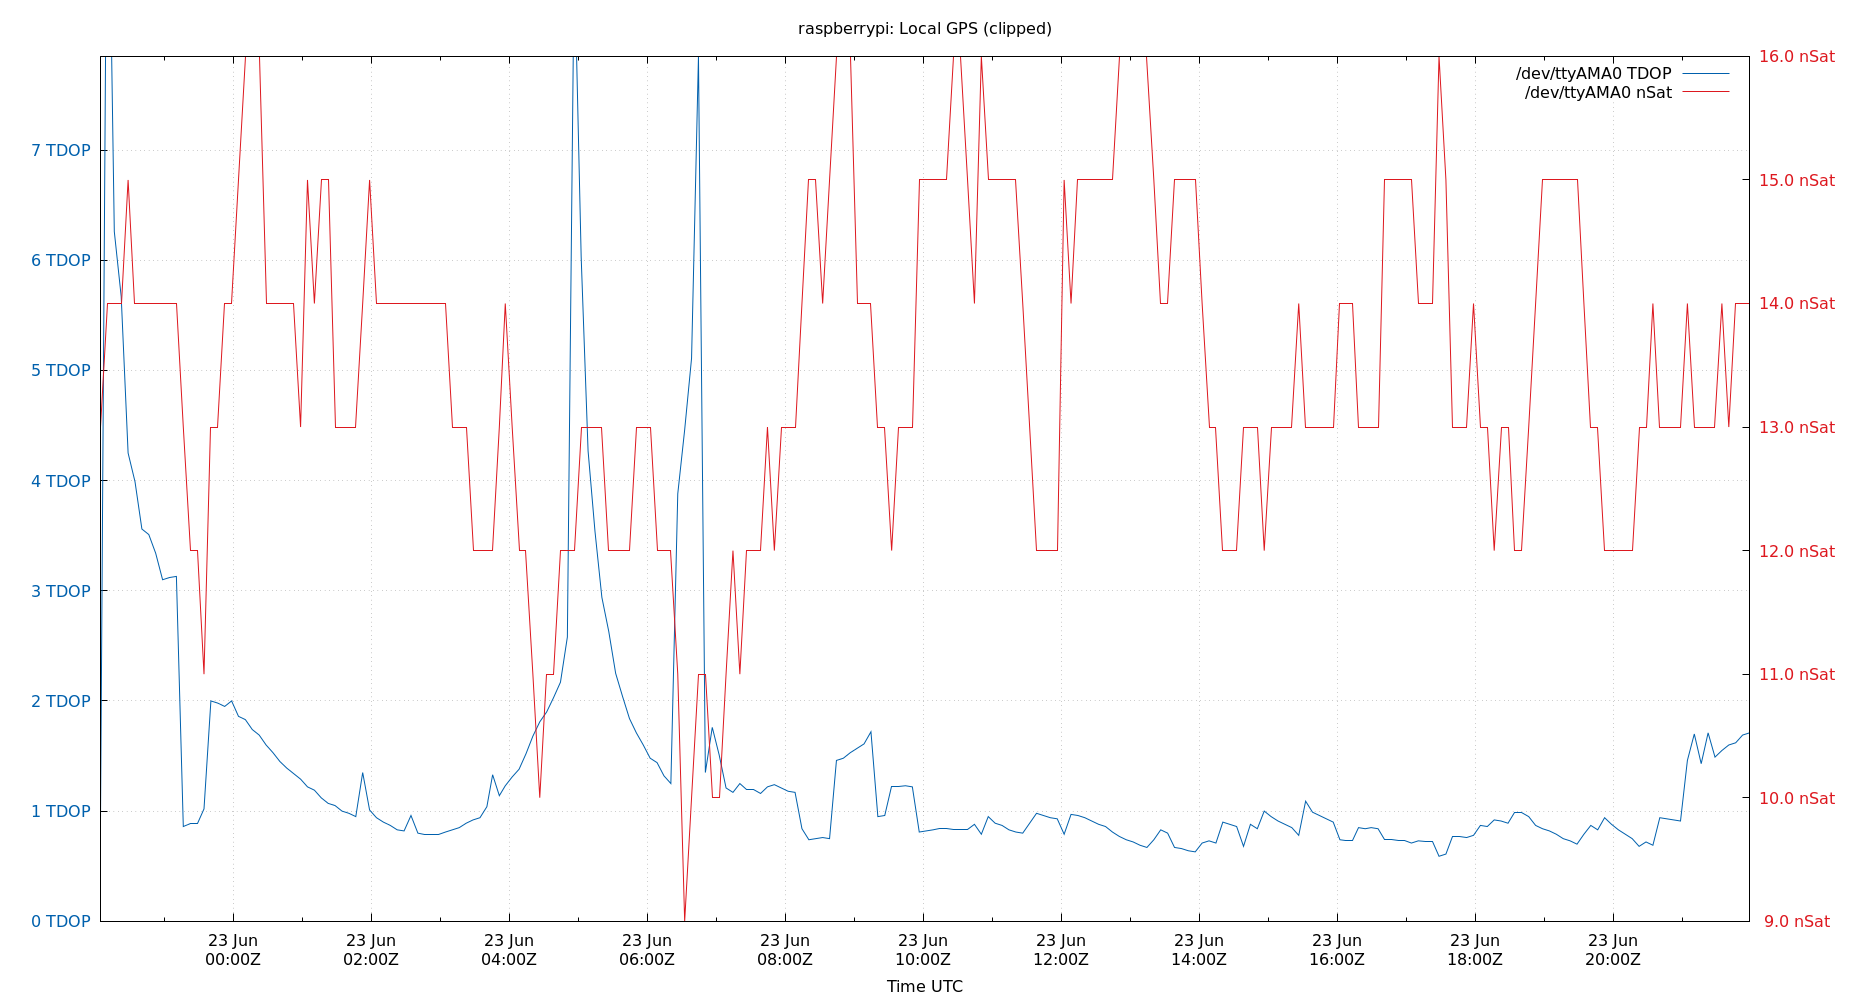 raspberrypi: Local GPS (clipped)
/dev/ttyAMA0 TDOP
/dev/ttyAMA0 nSat
7 TDOP
6 TDOP
5 TDOP
4 TDOP
3 TDOP
2 TDOP
1 TDOP
0 TDOP
16.0 nSat
15.0 nSat
14.0 nSat
13.0 nSat
12.0 nSat
11.0 nSat
10.0 nSat
9.0 nSat
23 Jun
00:00Z
23 Jun
02:00Z
23 Jun
04:00Z
23 Jun
06:00Z
23 Jun
08:00Z
23 Jun
10:00Z
23 Jun
12:00Z
23 Jun
14:00Z
23 Jun
16:00Z
23 Jun
18:00Z
23 Jun
20:00Z
Time UTC